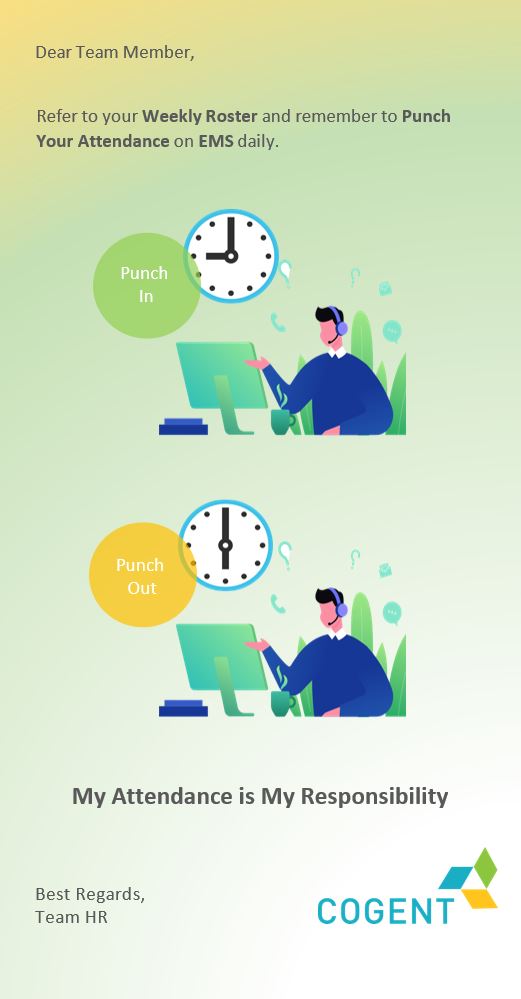 Dear Team Member,
Refer to your Weekly Roster and remember to Punch
Your Attendance on EMS daily.
Punch
In
Punch
Out
My Attendance is My Responsibility
Best Regards,
Team HR
COGENT